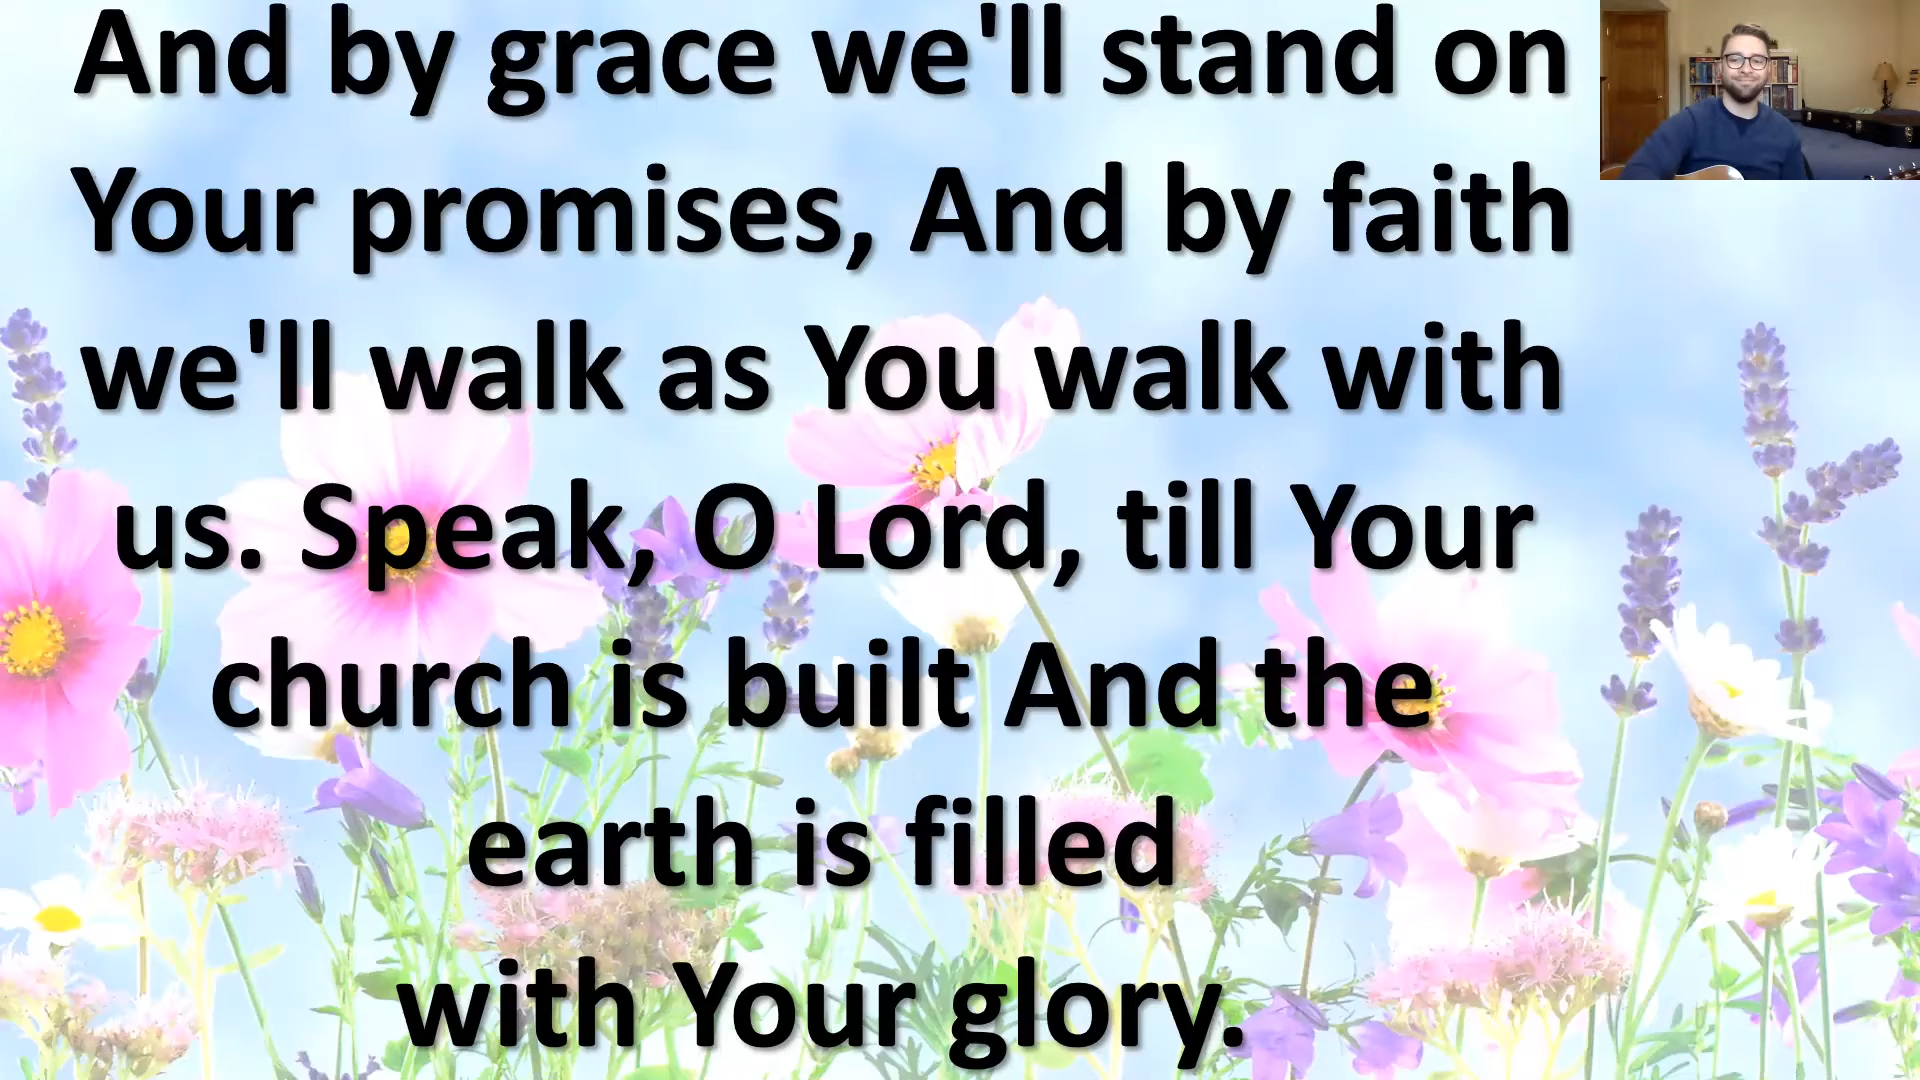 And by grace we'll stand on
Your promises, And by faith
we'll walk as You walk with
us. Speak, O Lord, till Your
church is built And the
earth is filled
with Your glory.